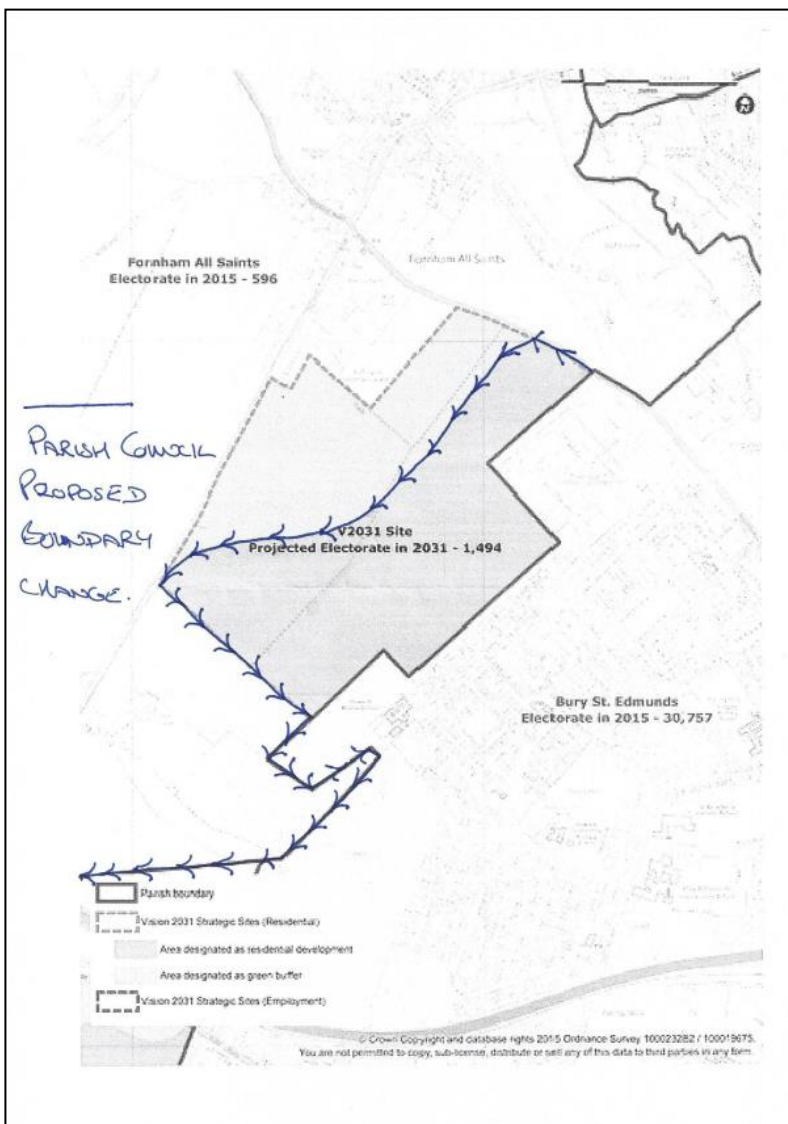 Fornham All Saints
Electorate in 2015 - 596
Fornham All Saints
PARISH COUNCIL
PROPOSED
BOUNDARY
CHANGE.
V2031 Site
Projected Electorate in 2031 - 1,494
Bury St. Edmunds
Electorate in 2015 - 30,757
Parish boundary
Vision 2031 Strategic Sites (Residential)
Area designated as residential development
Area designated as green buffer
Vision 2031 Strategic Sites (Employment)
© Crown Copyright and database rights 2015 Ordnance Survey 100023282 / 100019675.
You are not permitted to copy, sub-license, distribute or sell any of this data to third parties in any form.